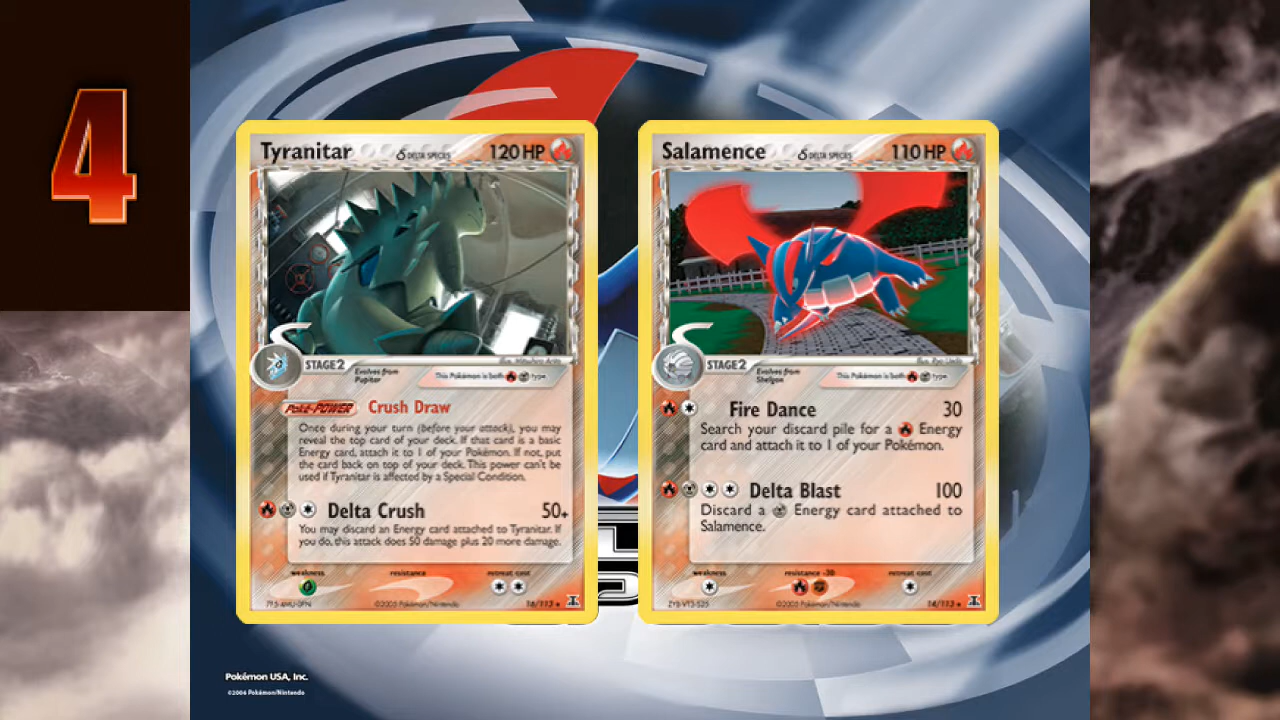 4
Tyranitar δ DELTA SPECIES 120 HP
STAGE2
Evolves from
Pupitar
This Pokémon is both type.
POKé-POWER Crush Draw
Once during your turn (before your attack), you may
reveal the top card of your deck. If that card is a basic
Energy card, attach it to 1 of your Pokémon. If not, put
the card back on top of your deck. This power can't be
used if Tyranitar is affected by a Special Condition.
Delta Crush 50+
You may discard an Energy card attached to Tyranitar. If
you do, this attack does 50 damage plus 20 more damage.
weakness resistance retreat cost
©2005 Pokémon/Nintendo 16/113
Salamence δ DELTA SPECIES 110 HP
STAGE2
Evolves from
Shelgon
This Pokémon is both type.
Fire Dance 30
Search your discard pile for a Energy
card and attach it to 1 of your Pokémon.
Delta Blast 100
Discard a Energy card attached to
Salamence.
weakness resistance -30 retreat cost
©2005 Pokémon/Nintendo 14/113
Pokémon USA, Inc.
©2006 Pokémon/Nintendo